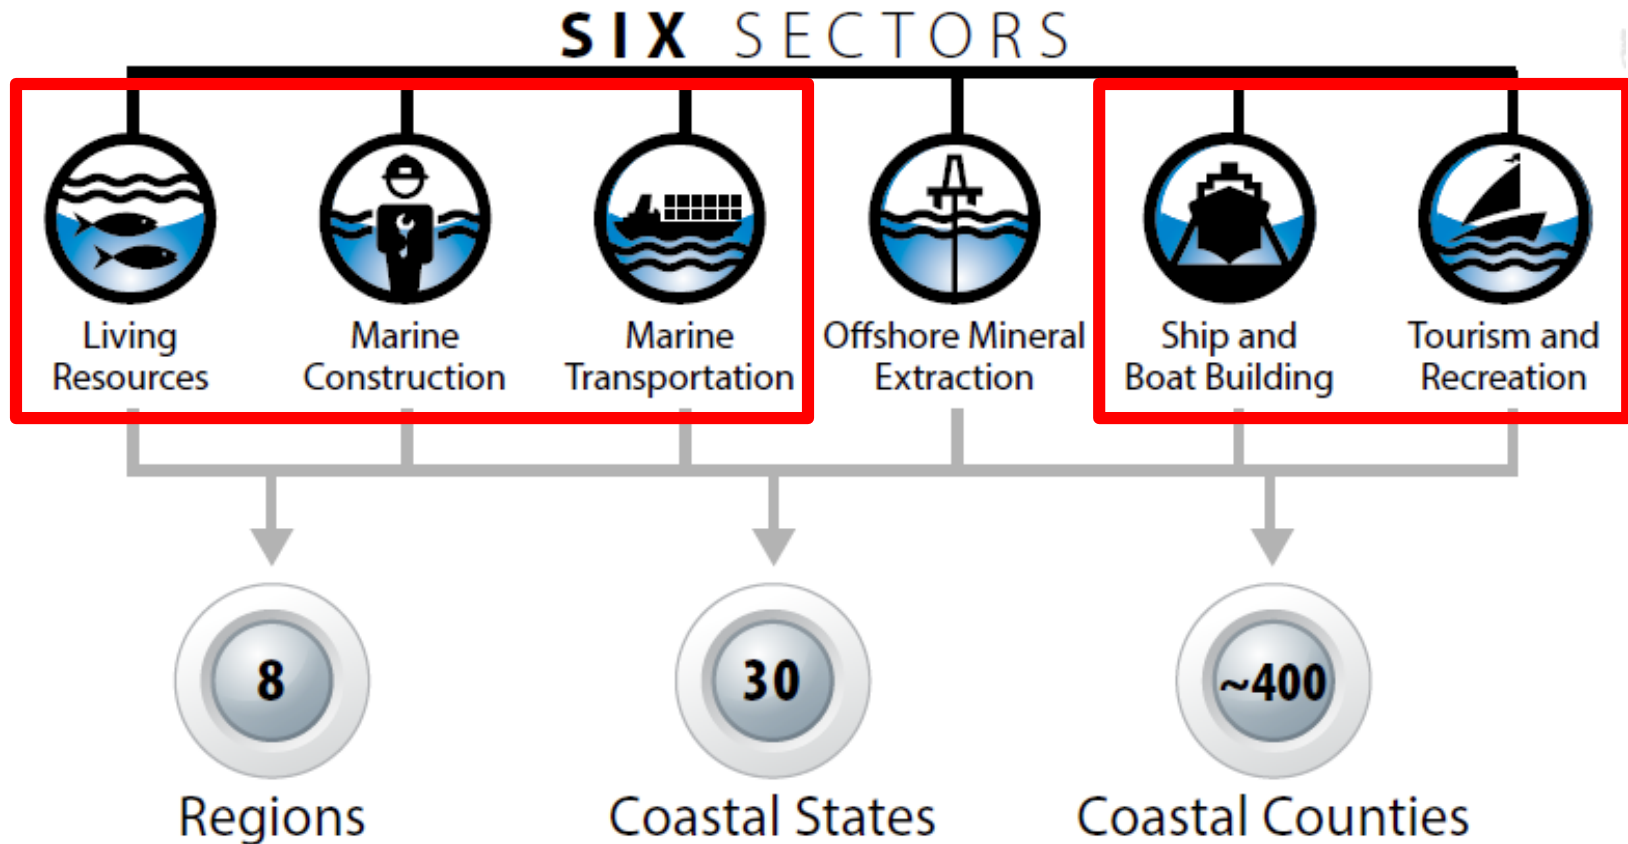 SIX SECTORS
Living
Resources
Marine
Construction
Marine
Transportation
Offshore Mineral
Extraction
Ship and
Boat Building
Tourism and
Recreation
8
30
~400
Regions
Coastal States
Coastal Counties